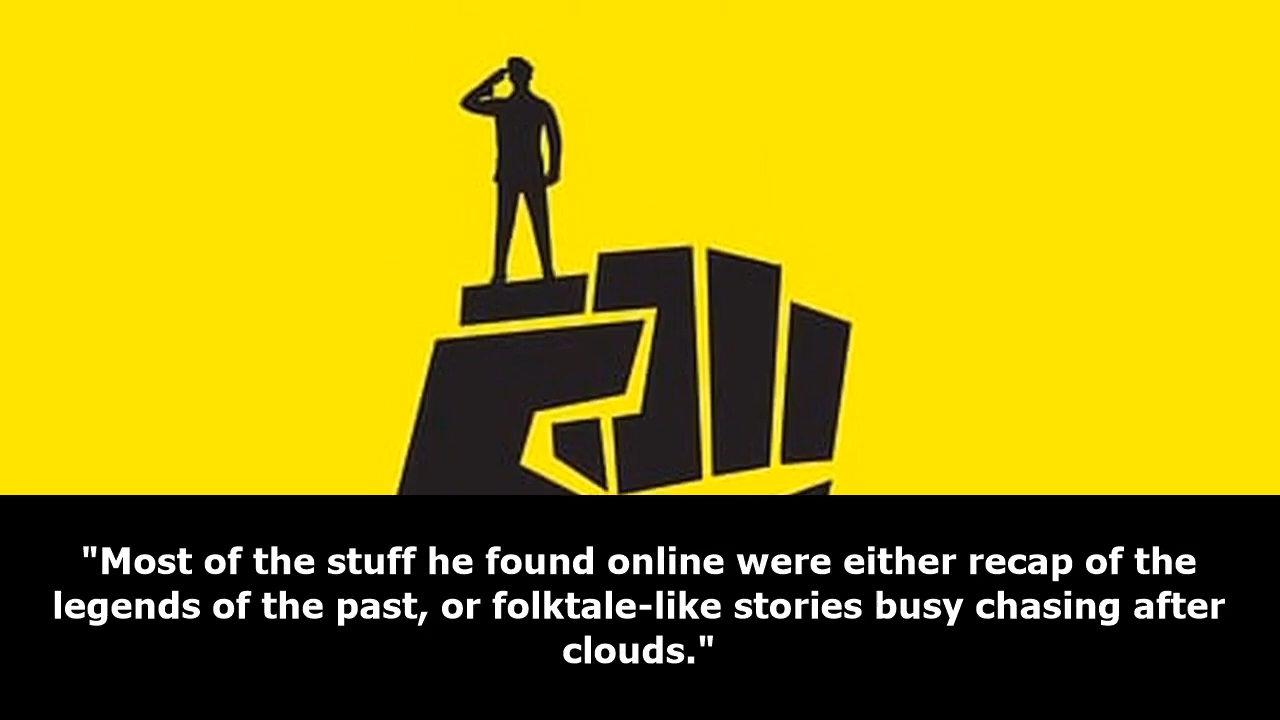 "Most of the stuff he found online were either recap of the
legends of the past, or folktale-like stories busy chasing after
clouds."